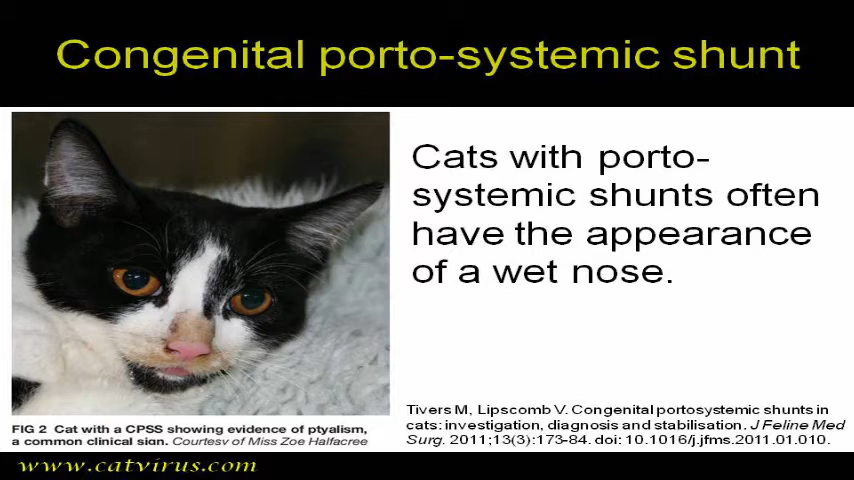 Congenital porto-systemic shunt
Cats with porto-
systemic shunts often
have the appearance
of a wet nose.
FIG 2 Cat with a CPSS showing evidence of ptyalism,
a common clinical sign. Courtesy of Miss Zoe Halfacree
Tivers M, Lipscomb V. Congenital portosystemic shunts in
cats: investigation, diagnosis and stabilisation. J Feline Med
Surg. 2011;13(3):173-84. doi: 10.1016/j.jfms.2011.01.010.
www.catvirus.com